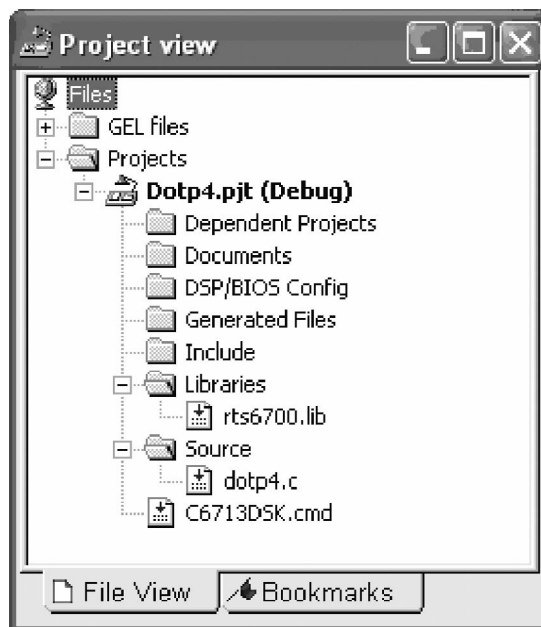 Project view
Files
GEL files
Projects
Dotp4.pjt (Debug)
Dependent Projects
Documents
DSP/BIOS Config
Generated Files
Include
Libraries
rts6700.lib
Source
dotp4.c
C6713DSK.cmd
File View Bookmarks